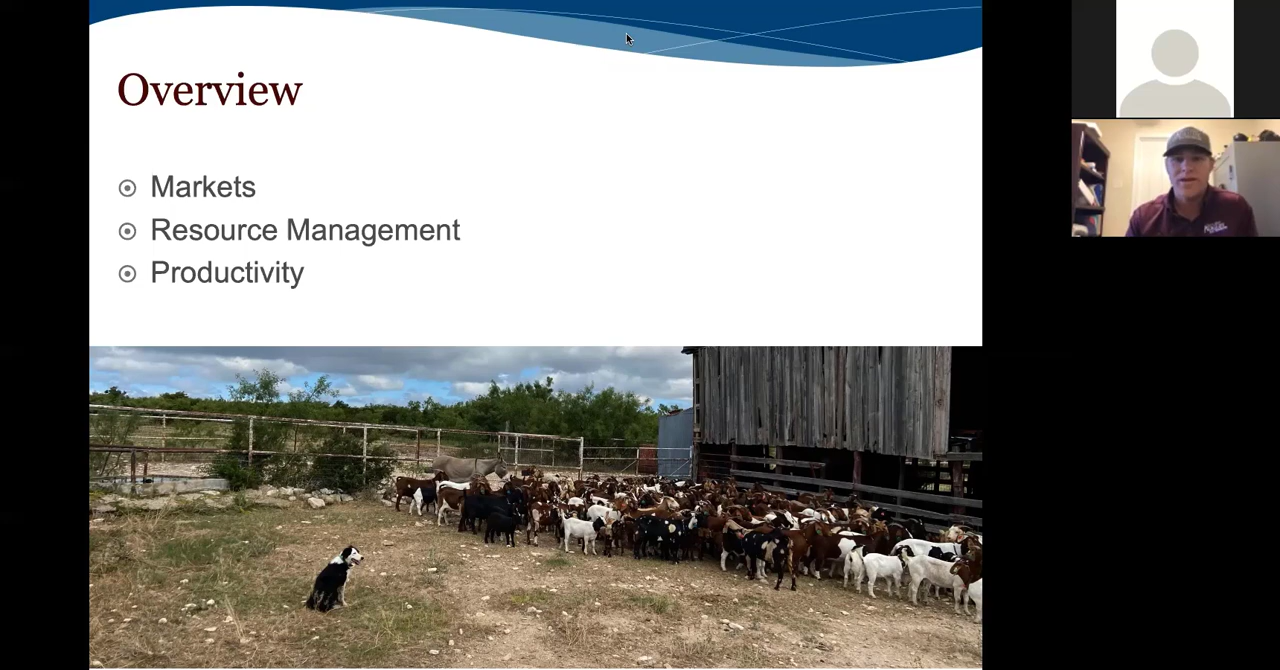 Overview
Markets
Resource Management
Productivity